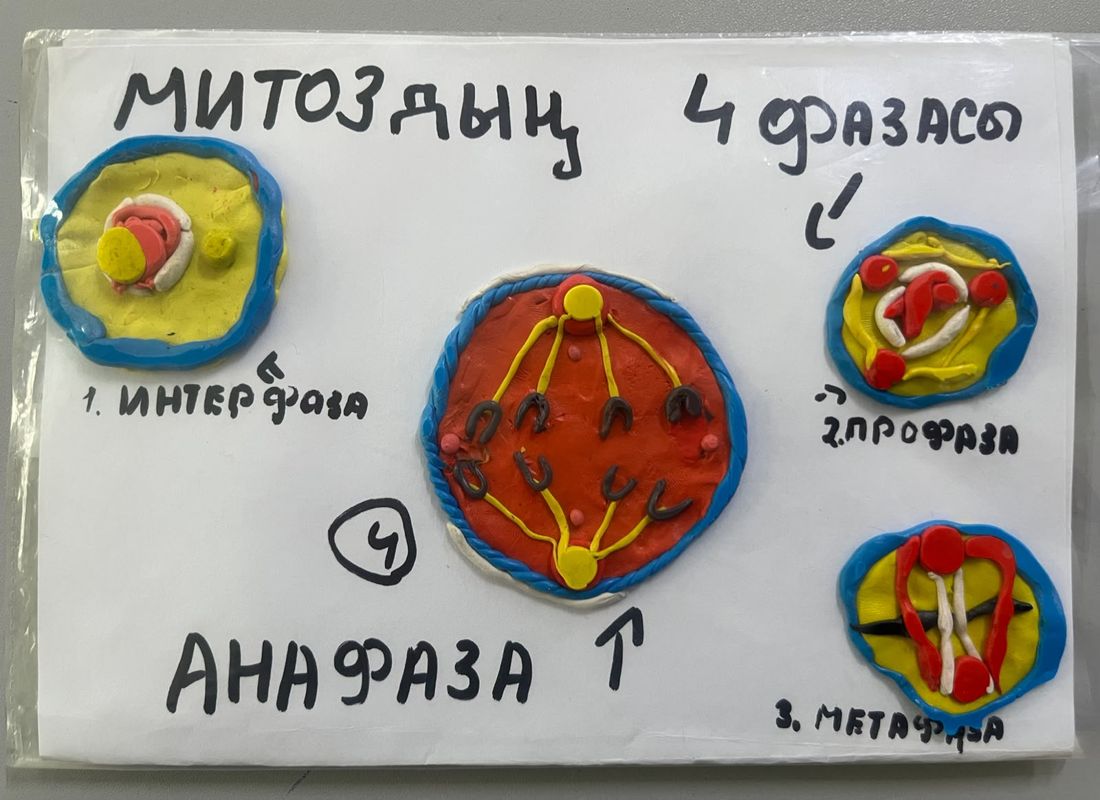 МИТОЗДЫҢ 4 ФАЗАСЫ
1. ИНТЕРФАЗА
2. ПРОФАЗА
4
АНАФАЗА
3. МЕТАФАЗА